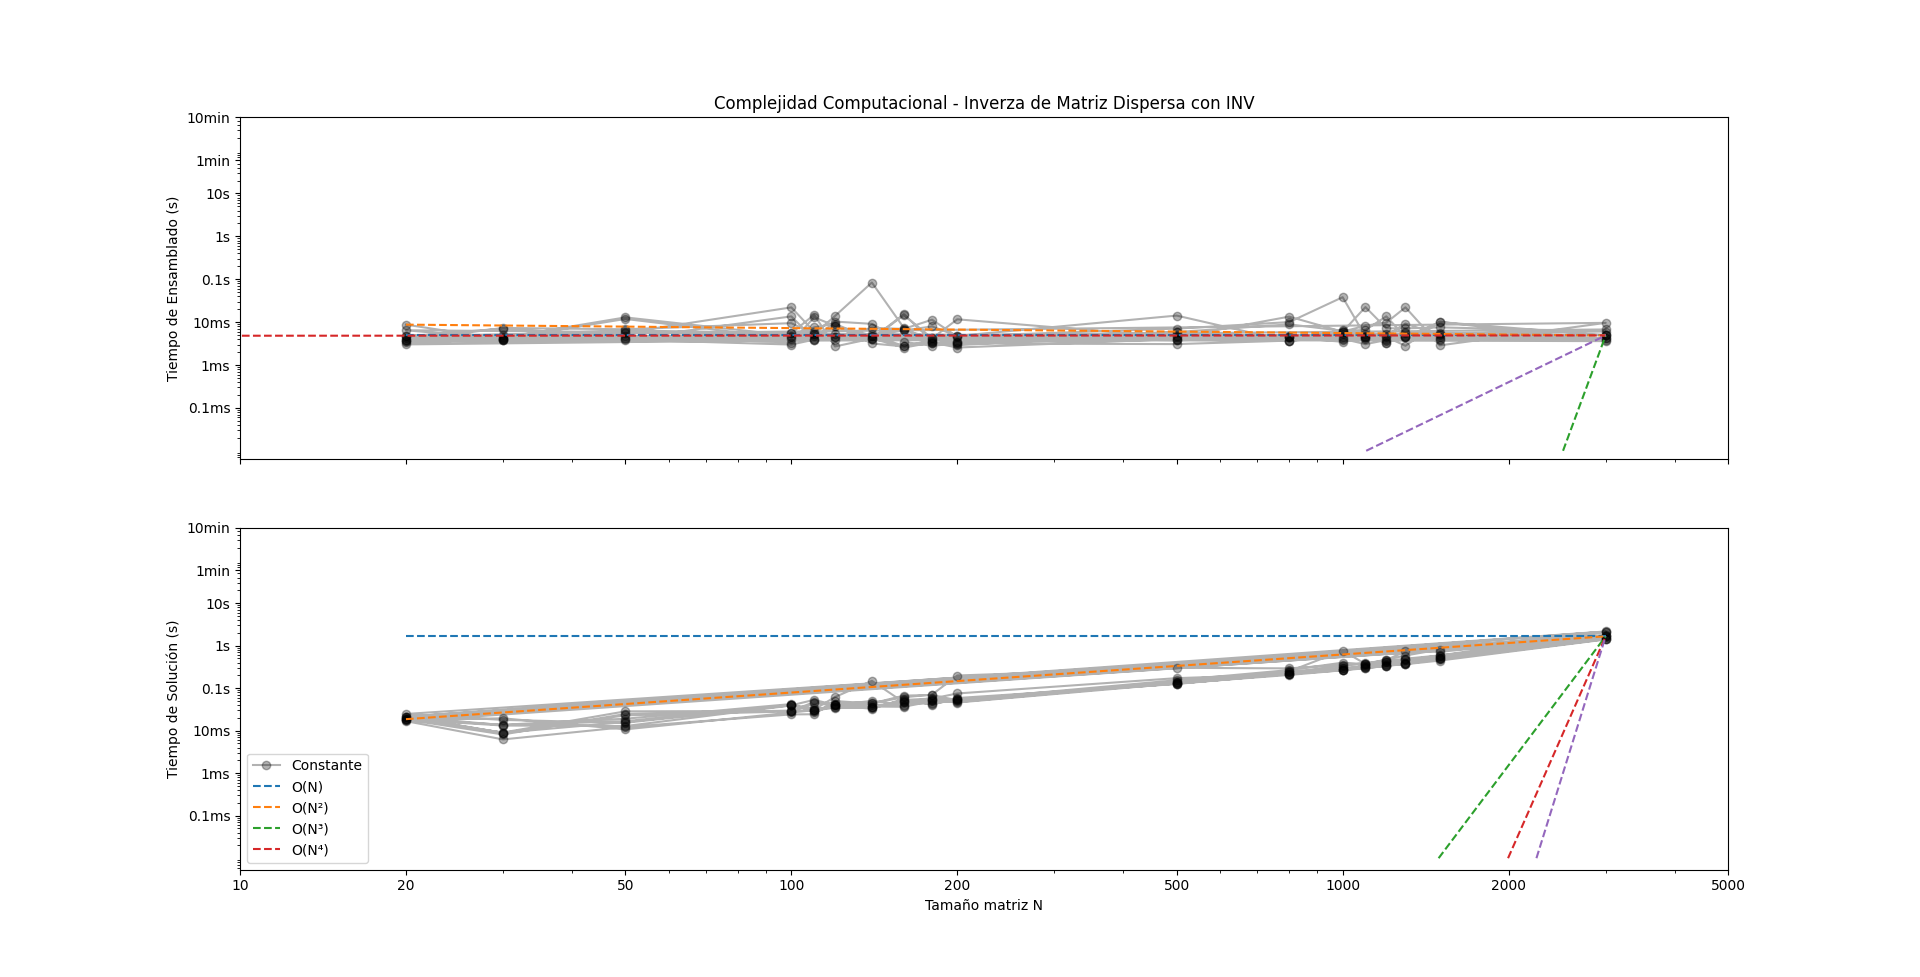 Complejidad Computacional - Inverza de Matriz Dispersa con INV
Tiempo de Ensamblado (s)
10min
1min
10s
1s
0.1s
10ms
1ms
0.1ms
Tiempo de Solución (s)
10min
1min
10s
1s
0.1s
10ms
1ms
0.1ms
Constante
O(N)
O(N²)
O(N³)
O(N⁴)
10 20 50 100 200 500 1000 2000 5000
Tamaño matriz N